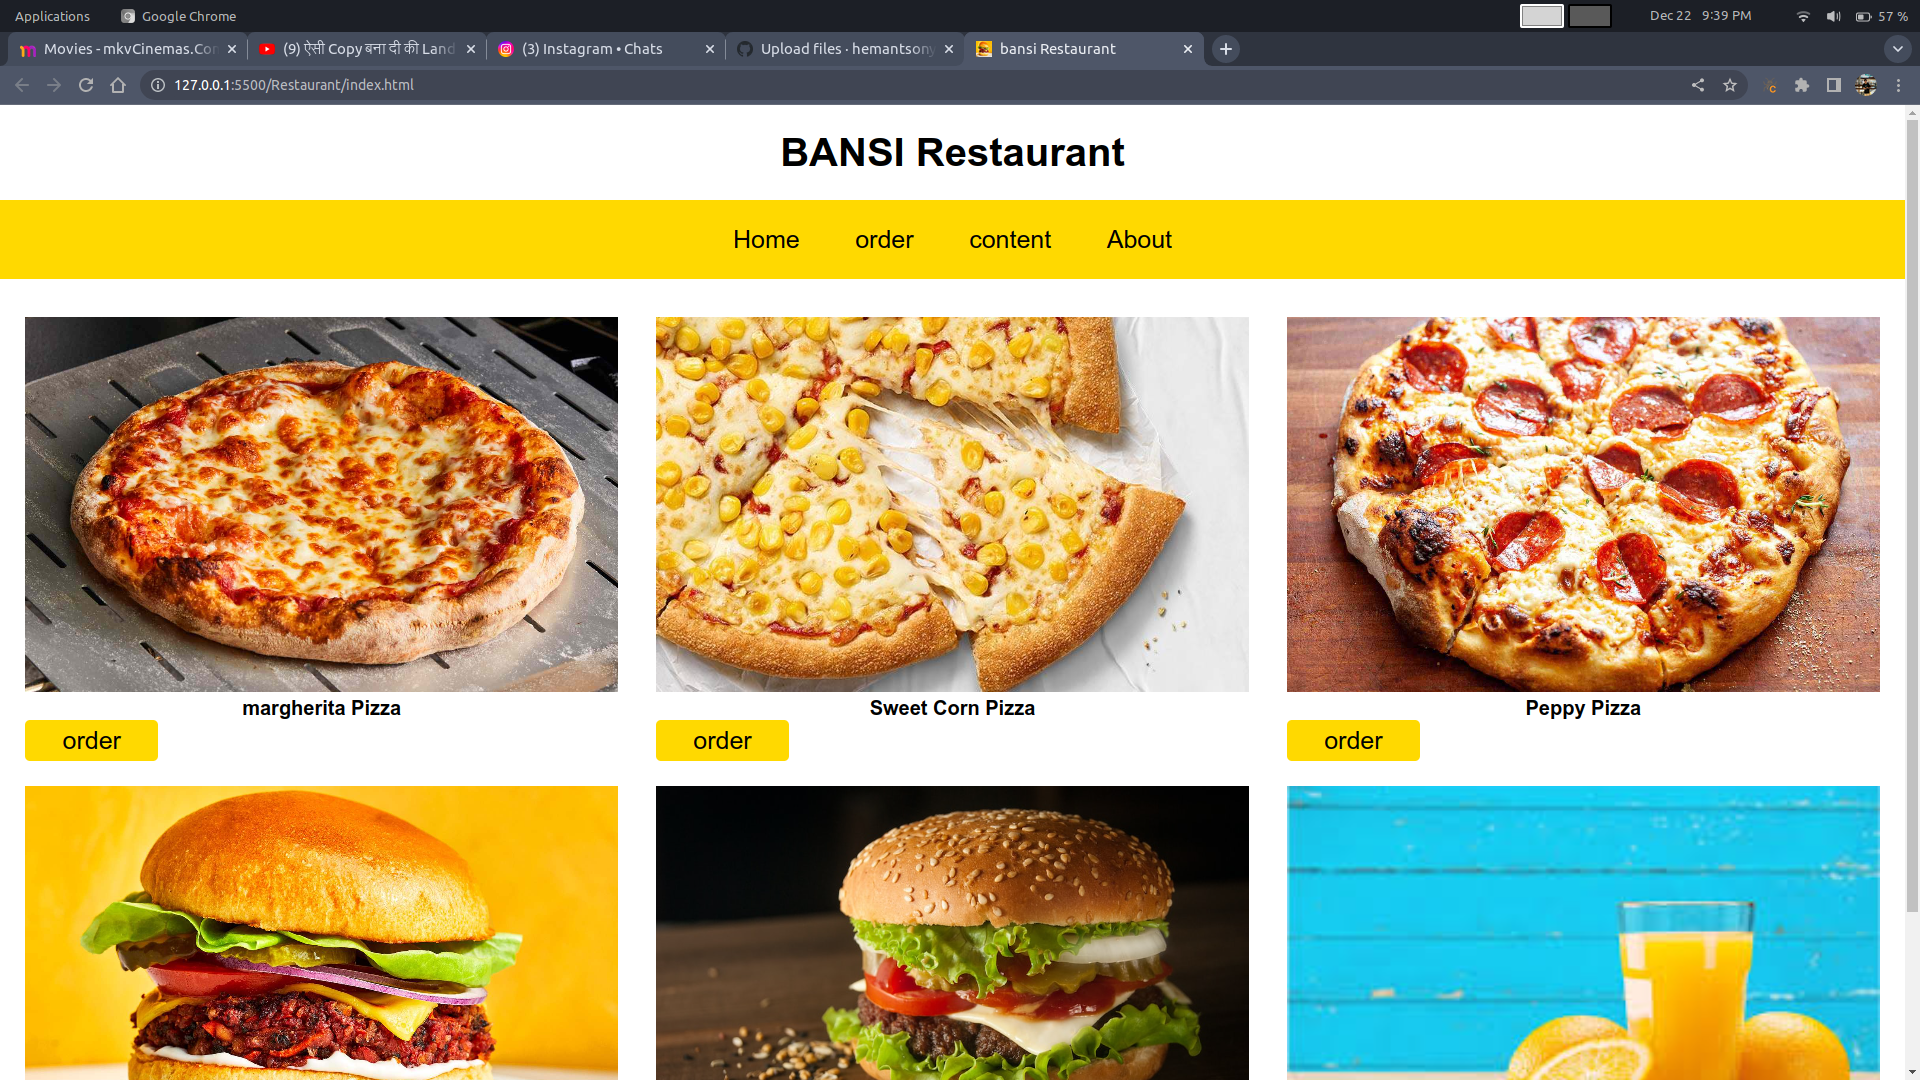 Applications Google Chrome Dec 22 9:39 PM 57 %
Movies - mkvCinemas.Con (9) ऐसी Copy बना दी की Land (3) Instagram • Chats Upload files · hemantsony bansi Restaurant
127.0.0.1:5500/Restaurant/index.html
BANSI Restaurant
Home order content About
margherita Pizza Sweet Corn Pizza Peppy Pizza
order order order